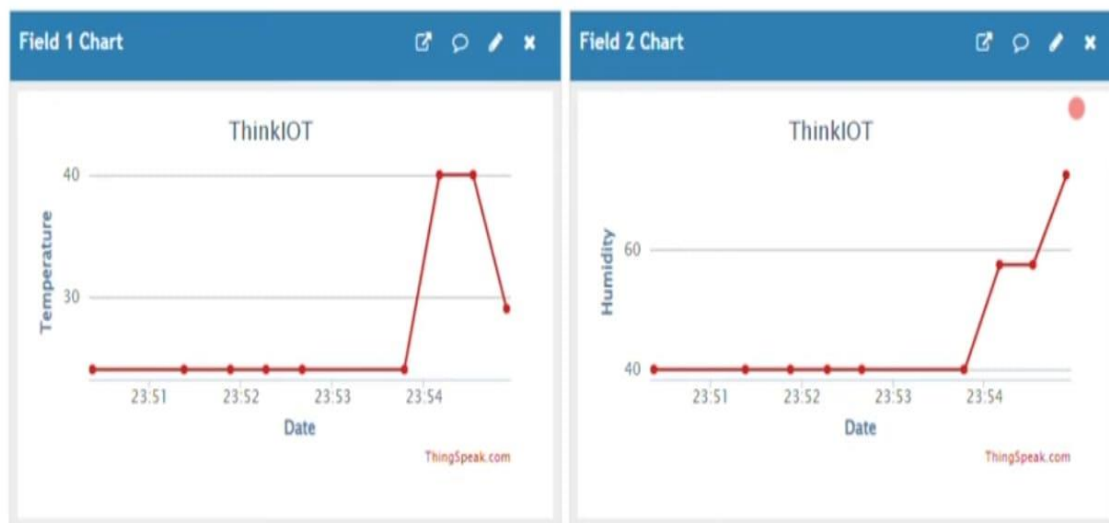 Field 1 Chart
ThinkIOT
40
30
Temperature
23:51 23:52 23:53 23:54
Date
ThingSpeak.com
Field 2 Chart
ThinkIOT
60
40
Humidity
23:51 23:52 23:53 23:54
Date
ThingSpeak.com